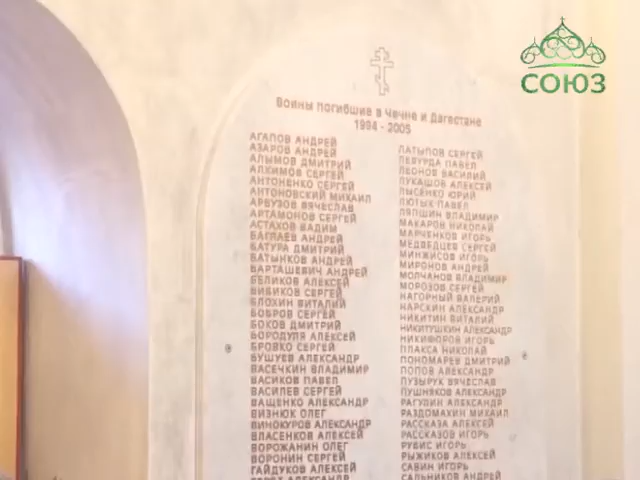 СОЮЗ
Воины погибшие в Чечне и Дагестане
1994 - 2005
АГАПОВ АНДРЕЙ
АЗАРОВ АНДРЕЙ
АЛЫМОВ ДМИТРИЙ
АЛХИМОВ СЕРГЕЙ
АНТОНЕНКО СЕРГЕЙ
АНТОНОВСКИЙ МИХАИЛ
АРБУЗОВ ВЯЧЕСЛАВ
АРТАМОНОВ СЕРГЕЙ
АСТАХОВ ВАДИМ
БАГЛАЕВ АНДРЕЙ
БАТУРА ДМИТРИЙ
БАТЫНКОВ АНДРЕЙ
БАРТАШЕВИЧ АНДРЕЙ
БЕЛИКОВ АЛЕКСЕЙ
БИБИКОВ СЕРГЕЙ
БЛОХИН ВИТАЛИЙ
БОБРОВ СЕРГЕЙ
БОКОВ ДМИТРИЙ
БОРОДУЛЯ АЛЕКСЕЙ
БРОВКО СЕРГЕЙ
БУШУЕВ АЛЕКСАНДР
ВАСЕЧКИН ВЛАДИМИР
ВАСИКОВ ПАВЕЛ
ВАСИЛЕВ СЕРГЕЙ
ВАЩЕНКО АЛЕКСАНДР
ВИЗНЮК ОЛЕГ
ВИНОКУРОВ АЛЕКСАНДР
ВЛАСЕНКОВ АЛЕКСЕЙ
ВОРОЖАНИН ОЛЕГ
ВОРОНИН СЕРГЕЙ
ГАЙДУКОВ АЛЕКСЕЙ
АЛЕКСАНДР
ЛАТЫПОВ СЕРГЕЙ
ЛЕВУРДА ПАВЕЛ
ЛЕОНОВ ВАСИЛИЙ
ЛУКАШОВ АЛЕКСЕЙ
ЛЫСЕНКО ЮРИЙ
ЛЮТЫХ ПАВЕЛ
ЛЯПШИН ВЛАДИМИР
МАКАРОВ НИКОЛАЙ
МАРЧЕНКОВ ИГОРЬ
МЕДВЕДЦЕВ СЕРГЕЙ
МИНЖИСОВ ИГОРЬ
МИРОНОВ АНДРЕЙ
МОЛЧАНОВ ВЛАДИМИР
МОРОЗОВ СЕРГЕЙ
НАГОРНЫЙ ВАЛЕРИЙ
НАРСКИН АЛЕКСАНДР
НИКИТИН ВИТАЛИЙ
НИКИТУШКИН АЛЕКСАНДР
НИКИФОРОВ ИГОРЬ
ПЛАКСА НИКОЛАЙ
ПОНОМАРЕВ ДМИТРИЙ
ПОПОВ АЛЕКСАНДР
ПУЗЫРУК ВЯЧЕСЛАВ
ПУШНЯКОВ АЛЕКСАНДР
РАГУЛИН АЛЕКСАНДР
РАЗДОМАХИН МИХАИЛ
РАССКАЗА АЛЕКСЕЙ
РАССКАЗОВ ИГОРЬ
РУВИС ИГОРЬ
РЫЖИКОВ АЛЕКСЕЙ
САВИН ИГОРЬ
САЛЬНИКОВ АНДРЕЙ